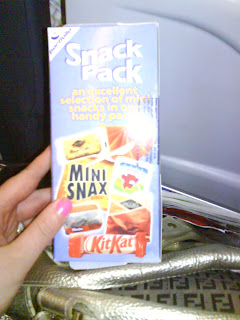 Snack
Pack
an excellent
selection of mini
snacks in one
handy pack
MINI
SNAX
KitKat